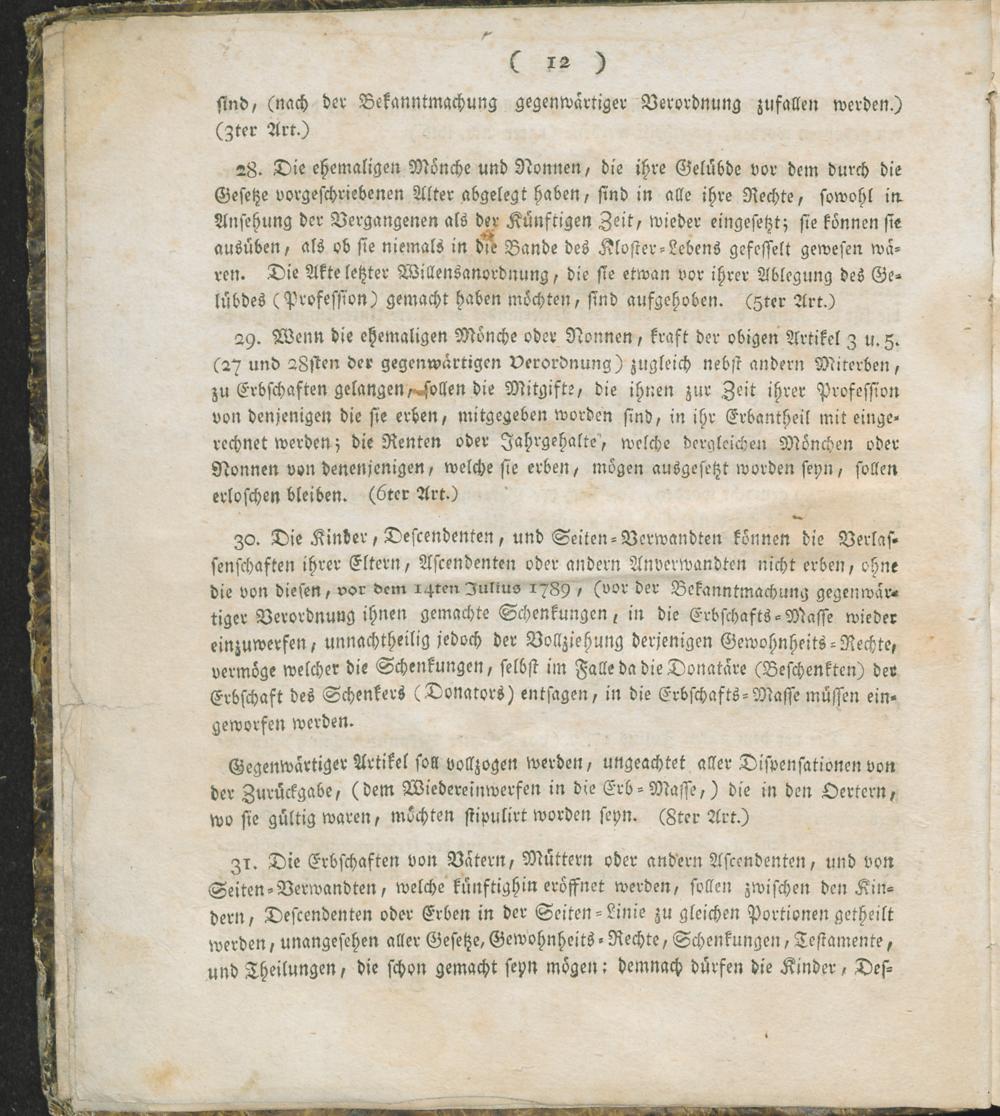 ( 12 )
sind, (nach der Bekanntmachung gegenwärtiger Verordnung zufallen werden.)
(3ter Art.)
28. Die ehemaligen Mönche und Nonnen, die ihre Gelübde vor dem durch die
Gesetze vorgeschriebenen Alter abgelegt haben, sind in alle ihre Rechte, sowohl in
Ansehung der Vergangenen als der Künftigen Zeit, wieder eingesetzt; sie können sie
ausüben, als ob sie niemals in die Bande des Kloster-Lebens gefesselt gewesen wä-
ren. Die Akte letzter Willensanordnung, die sie etwan vor ihrer Ablegung des Ge-
lübdes (Profession) gemacht haben möchten, sind aufgehoben. (5ter Art.)
29. Wenn die ehemaligen Mönche oder Nonnen, kraft der obigen Artikel 3 u. 5.
(27 und 28sten der gegenwärtigen Verordnung) zugleich nebst andern Miterben,
zu Erbschaften gelangen, sollen die Mitgifte, die ihnen zur Zeit ihrer Profession
von denjenigen die sie erben, mitgegeben worden sind, in ihr Erbantheil mit einge-
rechnet werden; die Renten oder Jahrgehalte, welche dergleichen Mönchen oder
Nonnen von denenjenigen, welche sie erben, mögen ausgesetzt worden seyn, sollen
erloschen bleiben. (6ter Art.)
30. Die Kinder, Descendenten, und Seiten-Verwandten können die Verlas-
senschaften ihrer Eltern, Ascendenten oder andern Anverwandten nicht erben, ohne
die von diesen, vor dem 14ten Julius 1789, (vor der Bekanntmachung gegenwär-
tiger Verordnung ihnen gemachte Schenkungen, in die Erbschafts-Masse wieder
einzuwerfen, unnachtheilig jedoch der Vollziehung derjenigen Gewohnheits-Rechte,
vermöge welcher die Schenkungen, selbst im Falle da die Donatäre (Beschenkten) der
Erbschaft des Schenkers (Donators) entsagen, in die Erbschafts-Masse müssen ein-
geworfen werden.
Gegenwärtiger Artikel soll vollzogen werden, ungeachtet aller Dispensationen von
der Zurückgabe, (dem Wiedereinwerfen in die Erb-Masse,) die in den Oertern,
wo sie gültig waren, möchten stipulirt worden seyn. (8ter Art.)
31. Die Erbschaften von Vätern, Müttern oder andern Ascendenten, und von
Seiten-Verwandten, welche künftighin eröffnet werden, sollen zwischen den Kin-
dern, Descendenten oder Erben in der Seiten-Linie zu gleichen Portionen getheilt
werden, unangesehen aller Gesetze, Gewohnheits-Rechte, Schenkungen, Testamente,
und Theilungen, die schon gemacht seyn mögen: demnach dürfen die Kinder, Des-